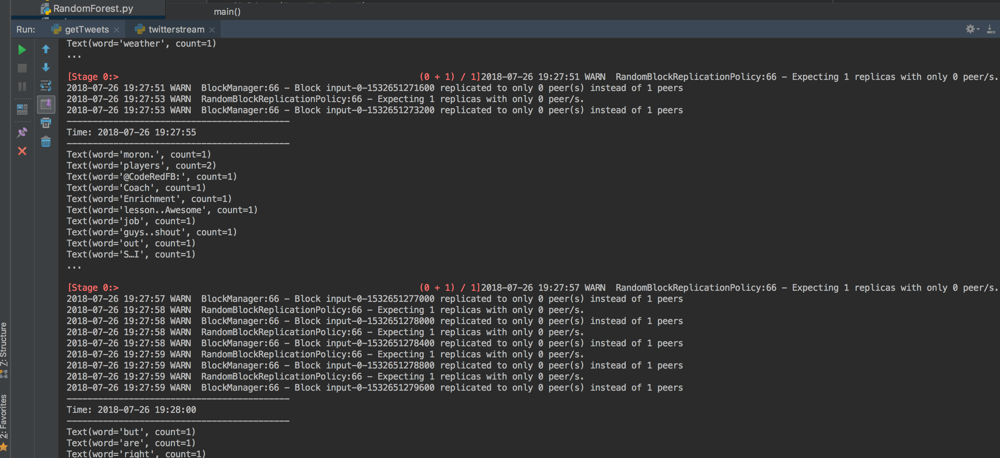 RandomForest.py
main()
Run: getTweets twitterstream
Text(word='weather', count=1)
...
[Stage 0:> (0 + 1) / 1]2018-07-26 19:27:51 WARN  RandomBlockReplicationPolicy:66 - Expecting 1 replicas with only 0 peer/s.
2018-07-26 19:27:51 WARN  BlockManager:66 - Block input-0-1532651271600 replicated to only 0 peer(s) instead of 1 peers
2018-07-26 19:27:53 WARN  RandomBlockReplicationPolicy:66 - Expecting 1 replicas with only 0 peer/s.
2018-07-26 19:27:53 WARN  BlockManager:66 - Block input-0-1532651273200 replicated to only 0 peer(s) instead of 1 peers
-------------------------------------------
Time: 2018-07-26 19:27:55
-------------------------------------------
Text(word='moron.', count=1)
Text(word='players', count=2)
Text(word='@CodeRedFB:', count=1)
Text(word='Coach', count=1)
Text(word='Enrichment', count=1)
Text(word='lesson..Awesome', count=1)
Text(word='job', count=1)
Text(word='guys..shout', count=1)
Text(word='out', count=1)
Text(word='S…I', count=1)
...
[Stage 0:> (0 + 1) / 1]2018-07-26 19:27:57 WARN  RandomBlockReplicationPolicy:66 - Expecting 1 replicas with only 0 peer/s.
2018-07-26 19:27:57 WARN  BlockManager:66 - Block input-0-1532651277000 replicated to only 0 peer(s) instead of 1 peers
2018-07-26 19:27:58 WARN  RandomBlockReplicationPolicy:66 - Expecting 1 replicas with only 0 peer/s.
2018-07-26 19:27:58 WARN  BlockManager:66 - Block input-0-1532651278000 replicated to only 0 peer(s) instead of 1 peers
2018-07-26 19:27:58 WARN  RandomBlockReplicationPolicy:66 - Expecting 1 replicas with only 0 peer/s.
2018-07-26 19:27:58 WARN  BlockManager:66 - Block input-0-1532651278400 replicated to only 0 peer(s) instead of 1 peers
2018-07-26 19:27:59 WARN  RandomBlockReplicationPolicy:66 - Expecting 1 replicas with only 0 peer/s.
2018-07-26 19:27:59 WARN  BlockManager:66 - Block input-0-1532651278800 replicated to only 0 peer(s) instead of 1 peers
2018-07-26 19:27:59 WARN  RandomBlockReplicationPolicy:66 - Expecting 1 replicas with only 0 peer/s.
2018-07-26 19:27:59 WARN  BlockManager:66 - Block input-0-1532651279600 replicated to only 0 peer(s) instead of 1 peers
-------------------------------------------
Time: 2018-07-26 19:28:00
-------------------------------------------
Text(word='but', count=1)
Text(word='are', count=1)
Text(word='right', count=1)
7: Structure
2: Favorites